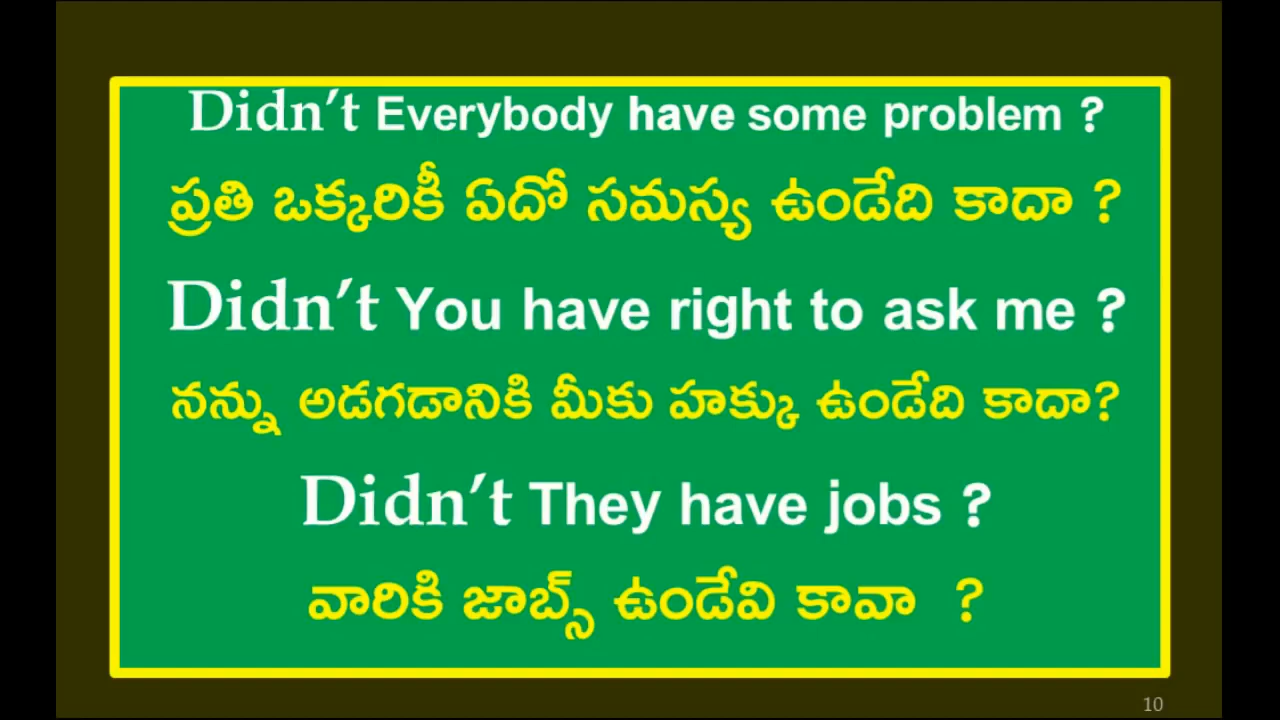 Didn't Everybody have some problem ?
ప్రతి ఒక్కరికీ ఏదో సమస్య ఉండేది కాదా ?
Didn't You have right to ask me ?
నన్ను అడగడానికి మీకు హక్కు ఉండేది కాదా?
Didn't They have jobs ?
వారికి జాబ్స్ ఉండేవి కావా ?
10